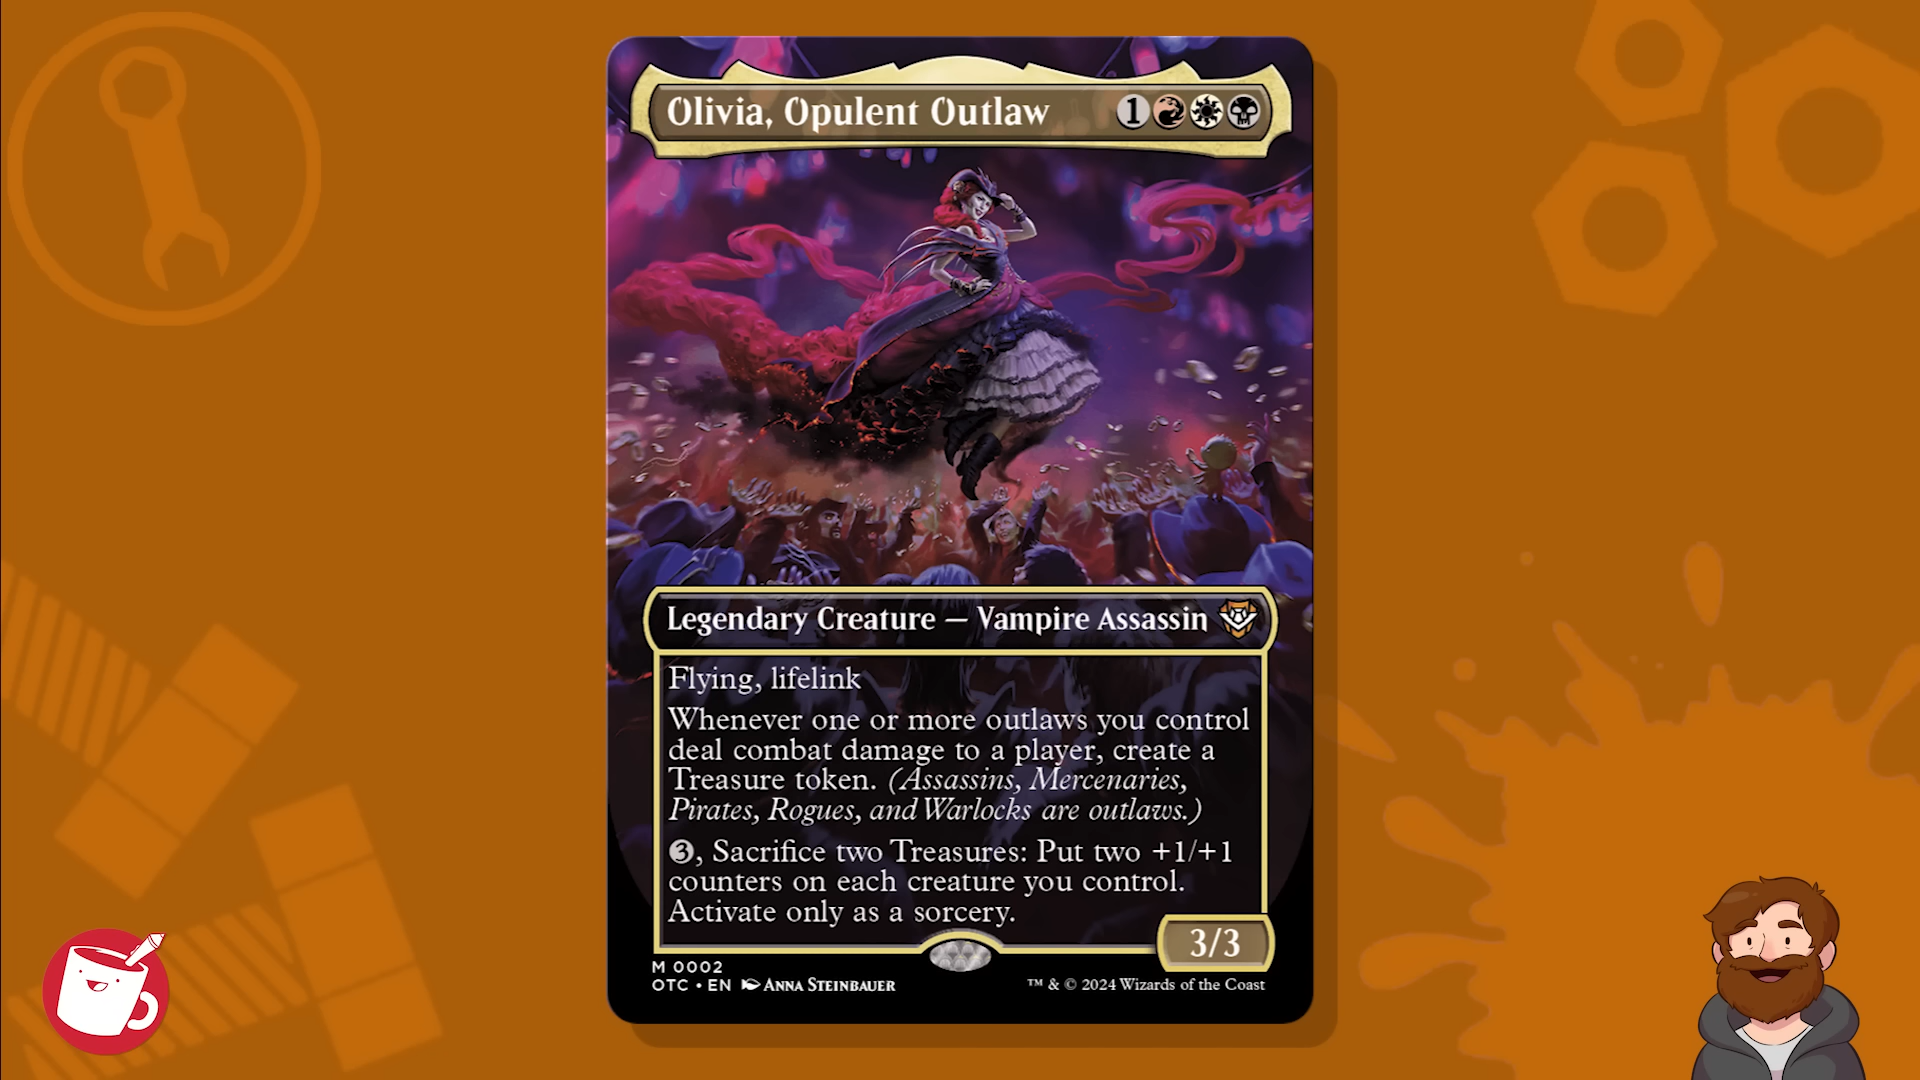 Olivia, Opulent Outlaw 1
Legendary Creature — Vampire Assassin
Flying, lifelink
Whenever one or more outlaws you control
deal combat damage to a player, create a
Treasure token. (Assassins, Mercenaries,
Pirates, Rogues, and Warlocks are outlaws.)
3, Sacrifice two Treasures: Put two +1/+1
counters on each creature you control.
Activate only as a sorcery.
3/3
M 0002
OTC • EN Anna Steinbauer
™ & © 2024 Wizards of the Coast